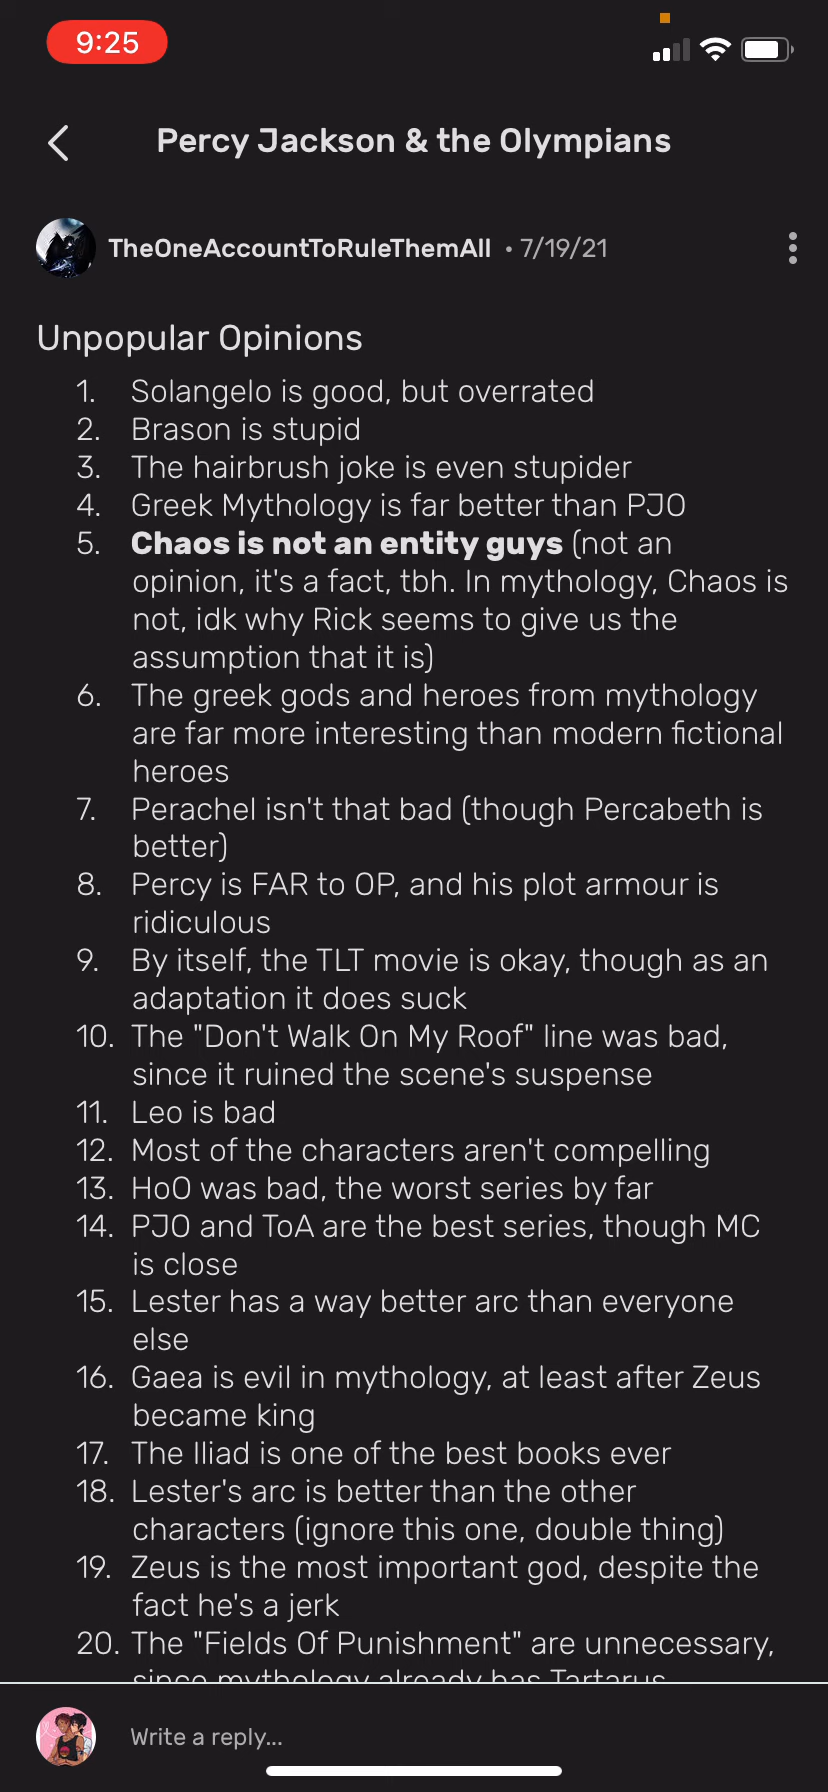 9:25
Percy Jackson & the Olympians
TheOneAccountToRuleThemAll • 7/19/21
Unpopular Opinions
1. Solangelo is good, but overrated
2. Brason is stupid
3. The hairbrush joke is even stupider
4. Greek Mythology is far better than PJO
5. Chaos is not an entity guys (not an
opinion, it's a fact, tbh. In mythology, Chaos is
not, idk why Rick seems to give us the
assumption that it is)
6. The greek gods and heroes from mythology
are far more interesting than modern fictional
heroes
7. Perachel isn't that bad (though Percabeth is
better)
8. Percy is FAR to OP, and his plot armour is
ridiculous
9. By itself, the TLT movie is okay, though as an
adaptation it does suck
10. The "Don't Walk On My Roof" line was bad,
since it ruined the scene's suspense
11. Leo is bad
12. Most of the characters aren't compelling
13. HoO was bad, the worst series by far
14. PJO and ToA are the best series, though MC
is close
15. Lester has a way better arc than everyone
else
16. Gaea is evil in mythology, at least after Zeus
became king
17. The Iliad is one of the best books ever
18. Lester's arc is better than the other
characters (ignore this one, double thing)
19. Zeus is the most important god, despite the
fact he's a jerk
20. The "Fields Of Punishment" are unnecessary,
since mythology already has Tartarus
Write a reply...